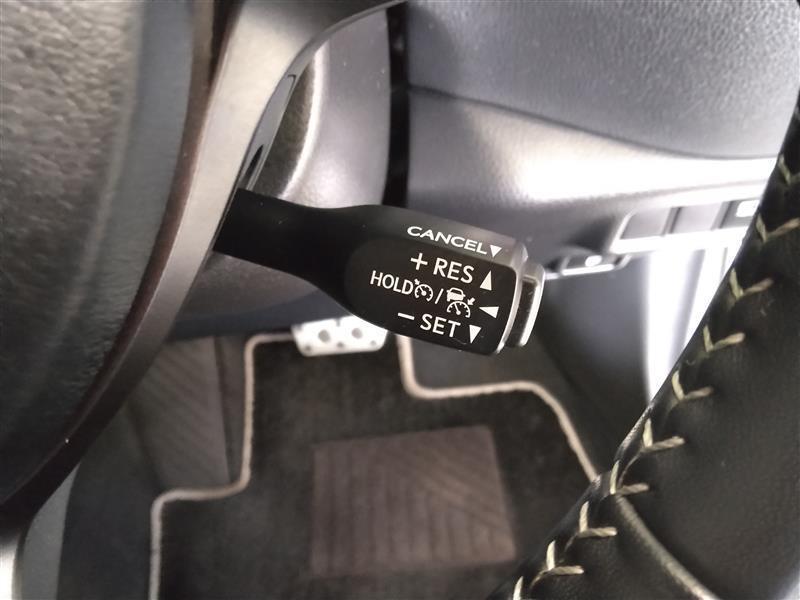 CANCEL▼
+ RES ▲
HOLD /
− SET ▼